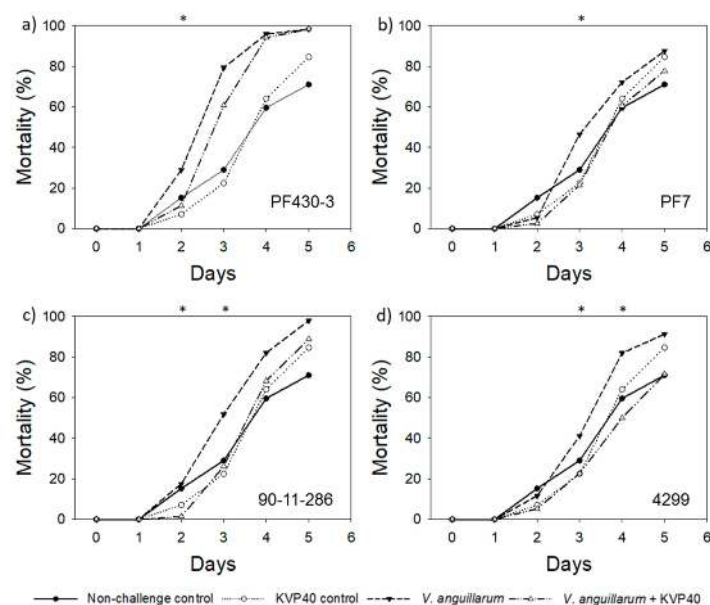 a) * b) *
100 100
80 80
60 60
40 40
20 20
0 0
Mortality (%) Mortality (%)
PF430-3 PF7
0 1 2 3 4 5 6 0 1 2 3 4 5 6
Days Days
c) * * d) * *
100 100
80 80
60 60
40 40
20 20
0 0
Mortality (%) Mortality (%)
90-11-286 4299
0 1 2 3 4 5 6 0 1 2 3 4 5 6
Days Days
Non-challenge control KVP40 control V. anguillarum V. anguillarum + KVP40